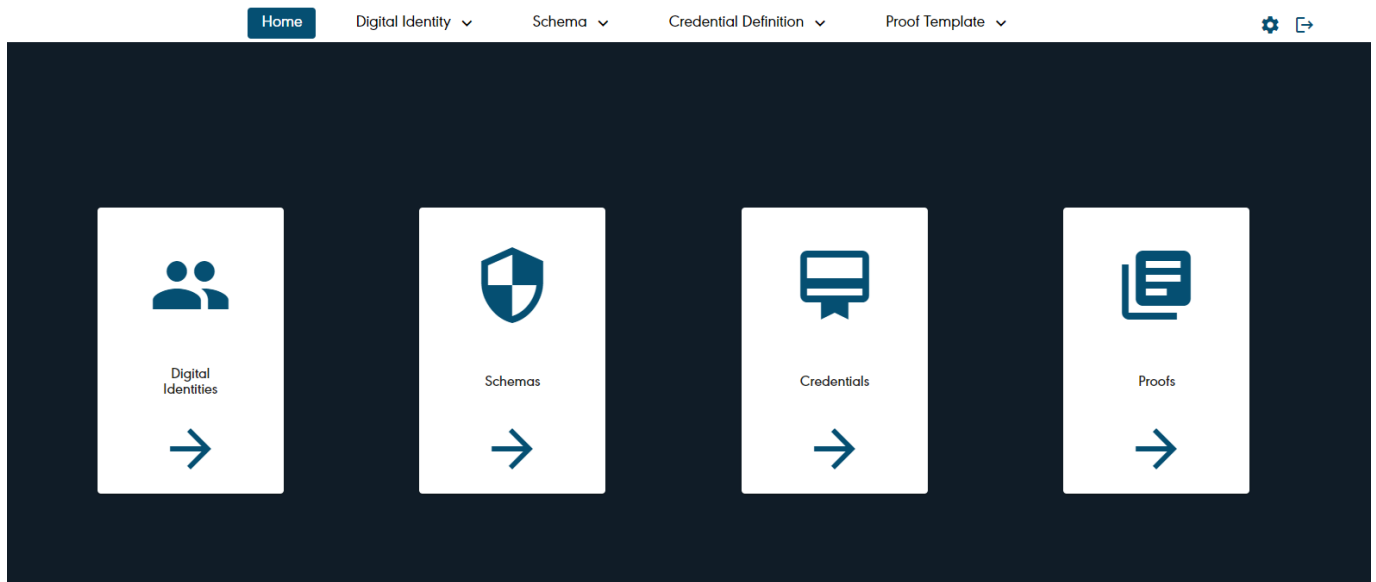 Home
Digital Identity
Schema
Credential Definition
Proof Template
Digital
Identities
Schemas
Credentials
Proofs